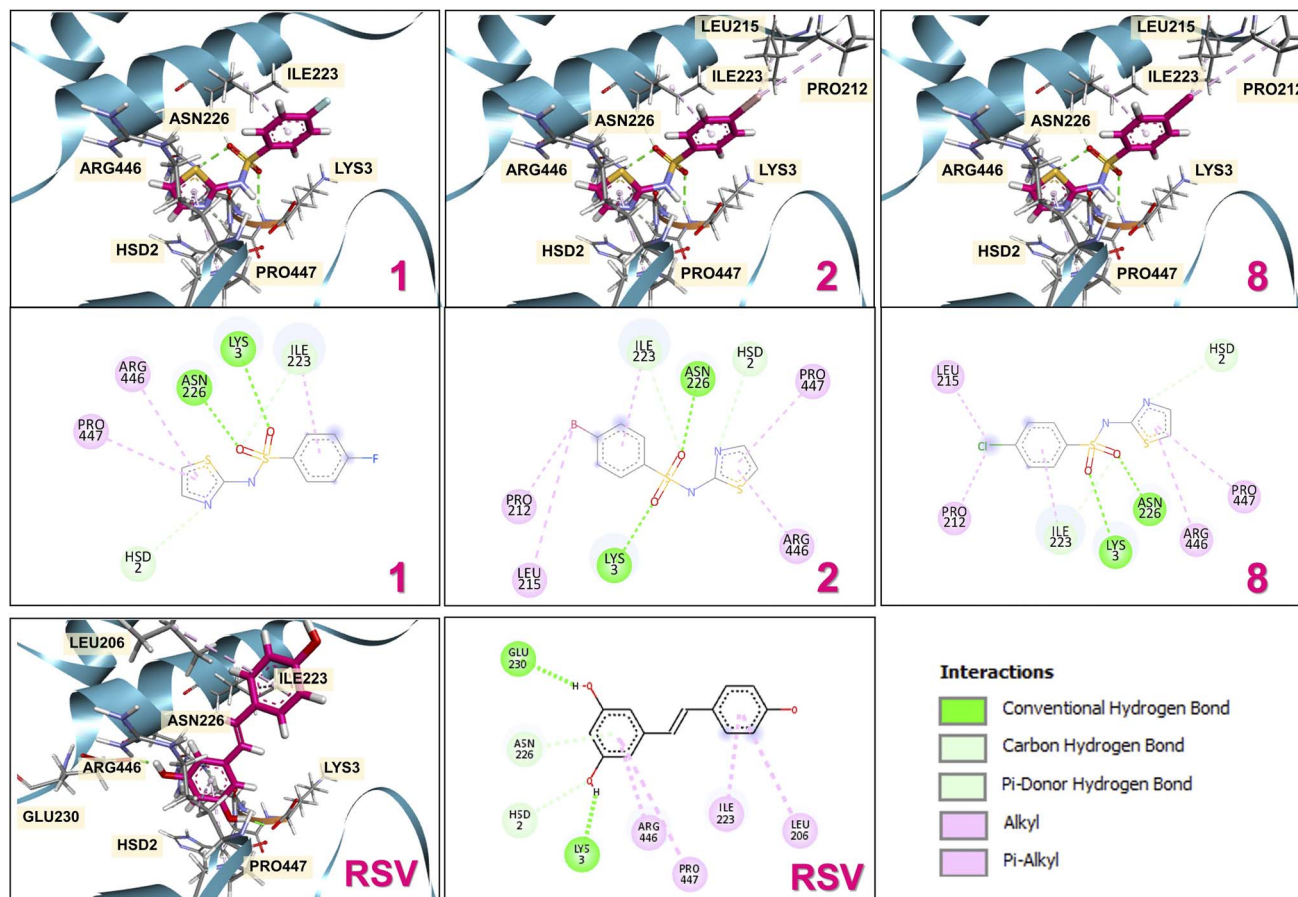 LEU215
LEU215
ILE223
ILE223
ILE223
PRO212
PRO212
ASN226
ASN226
ASN226
ARG446
LYS3
ARG446
LYS3
ARG446
LYS3
HSD2
HSD2
HSD2
PRO447
PRO447
PRO447
1
2
8
LYS
3
ILE
223
ARG
446
ASN
226
PRO
447
S
O
O
S
N
N
F
HSD
2
1
ILE
223
HSD
2
ASN
226
PRO
447
B
O
N
S
O
N
S
PRO
212
LEU
215
LYS
3
ARG
446
2
HSD
2
LEU
215
N
N
S
S
O
O
Cl
PRO
212
ILE
223
LYS
3
ASN
226
ARG
446
PRO
447
8
LEU206
ILE223
ASN226
ARG446
LYS3
GLU230
HSD2
PRO447
RSV
GLU
230
H
O
O
ASN
226
O
H
HSD
2
LYS
3
ARG
446
PRO
447
ILE
223
LEU
206
RSV
Interactions
Conventional Hydrogen Bond
Carbon Hydrogen Bond
Pi-Donor Hydrogen Bond
Alkyl
Pi-Alkyl